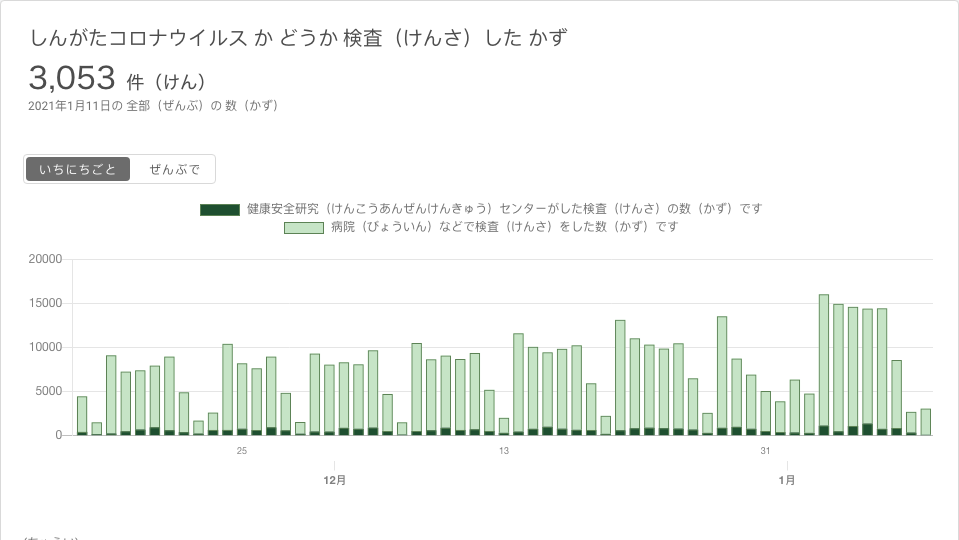 しんがたコロナウイルス か どうか 検査（けんさ）した かず
3,053 件（けん）
2021年1月11日の 全部（ぜんぶ）の 数（かず）
いちにちごと ぜんぶで
健康安全研究（けんこうあんぜんけんきゅう）センターがした検査（けんさ）の数（かず）です
病院（びょういん）などで検査（けんさ）をした数（かず）です
20000
15000
10000
5000
0
25 13 31
12月 1月